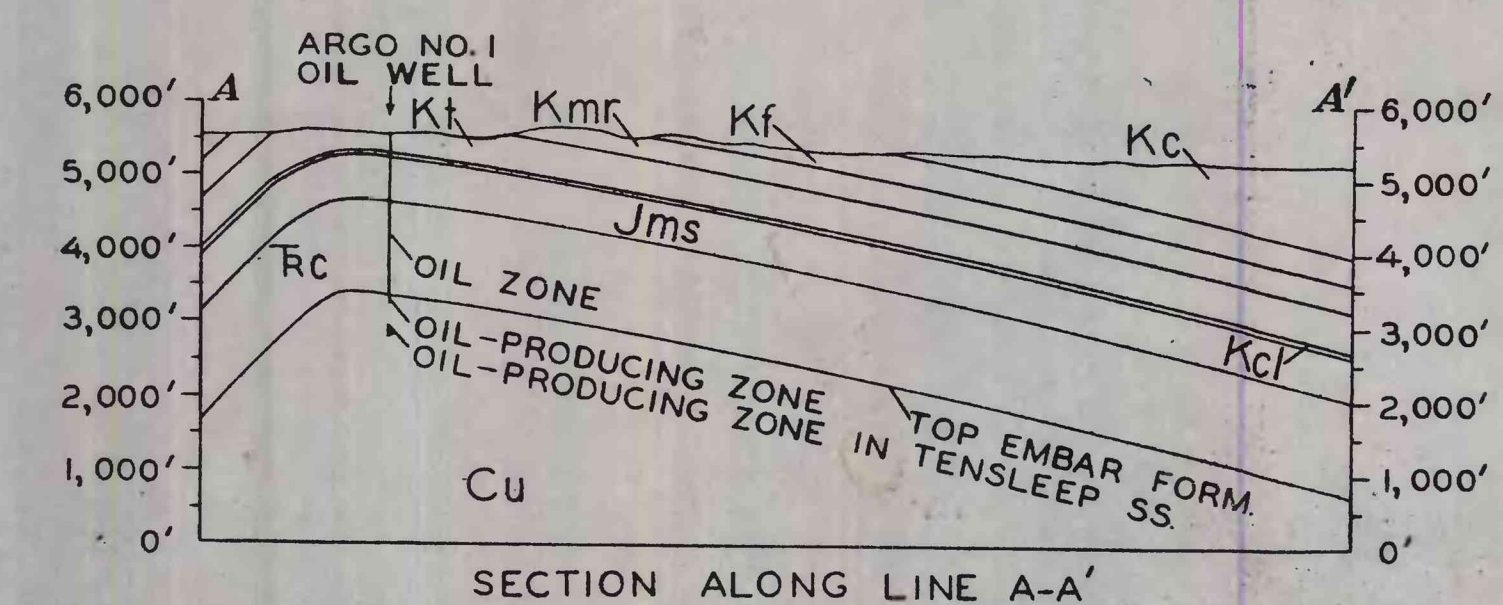 ARGO NO. 1
OIL WELL
A
A'
6,000'
5,000'
4,000'
3,000'
2,000'
1,000'
0'
Kt
Kmr
Kf
Kc
Jms
Kcl
TRc
Cu
OIL ZONE
OIL-PRODUCING ZONE
OIL-PRODUCING ZONE IN TENSLEEP SS.
TOP EMBAR FORM.
6,000'
5,000'
4,000'
3,000'
2,000'
1,000'
0'
SECTION ALONG LINE A-A'